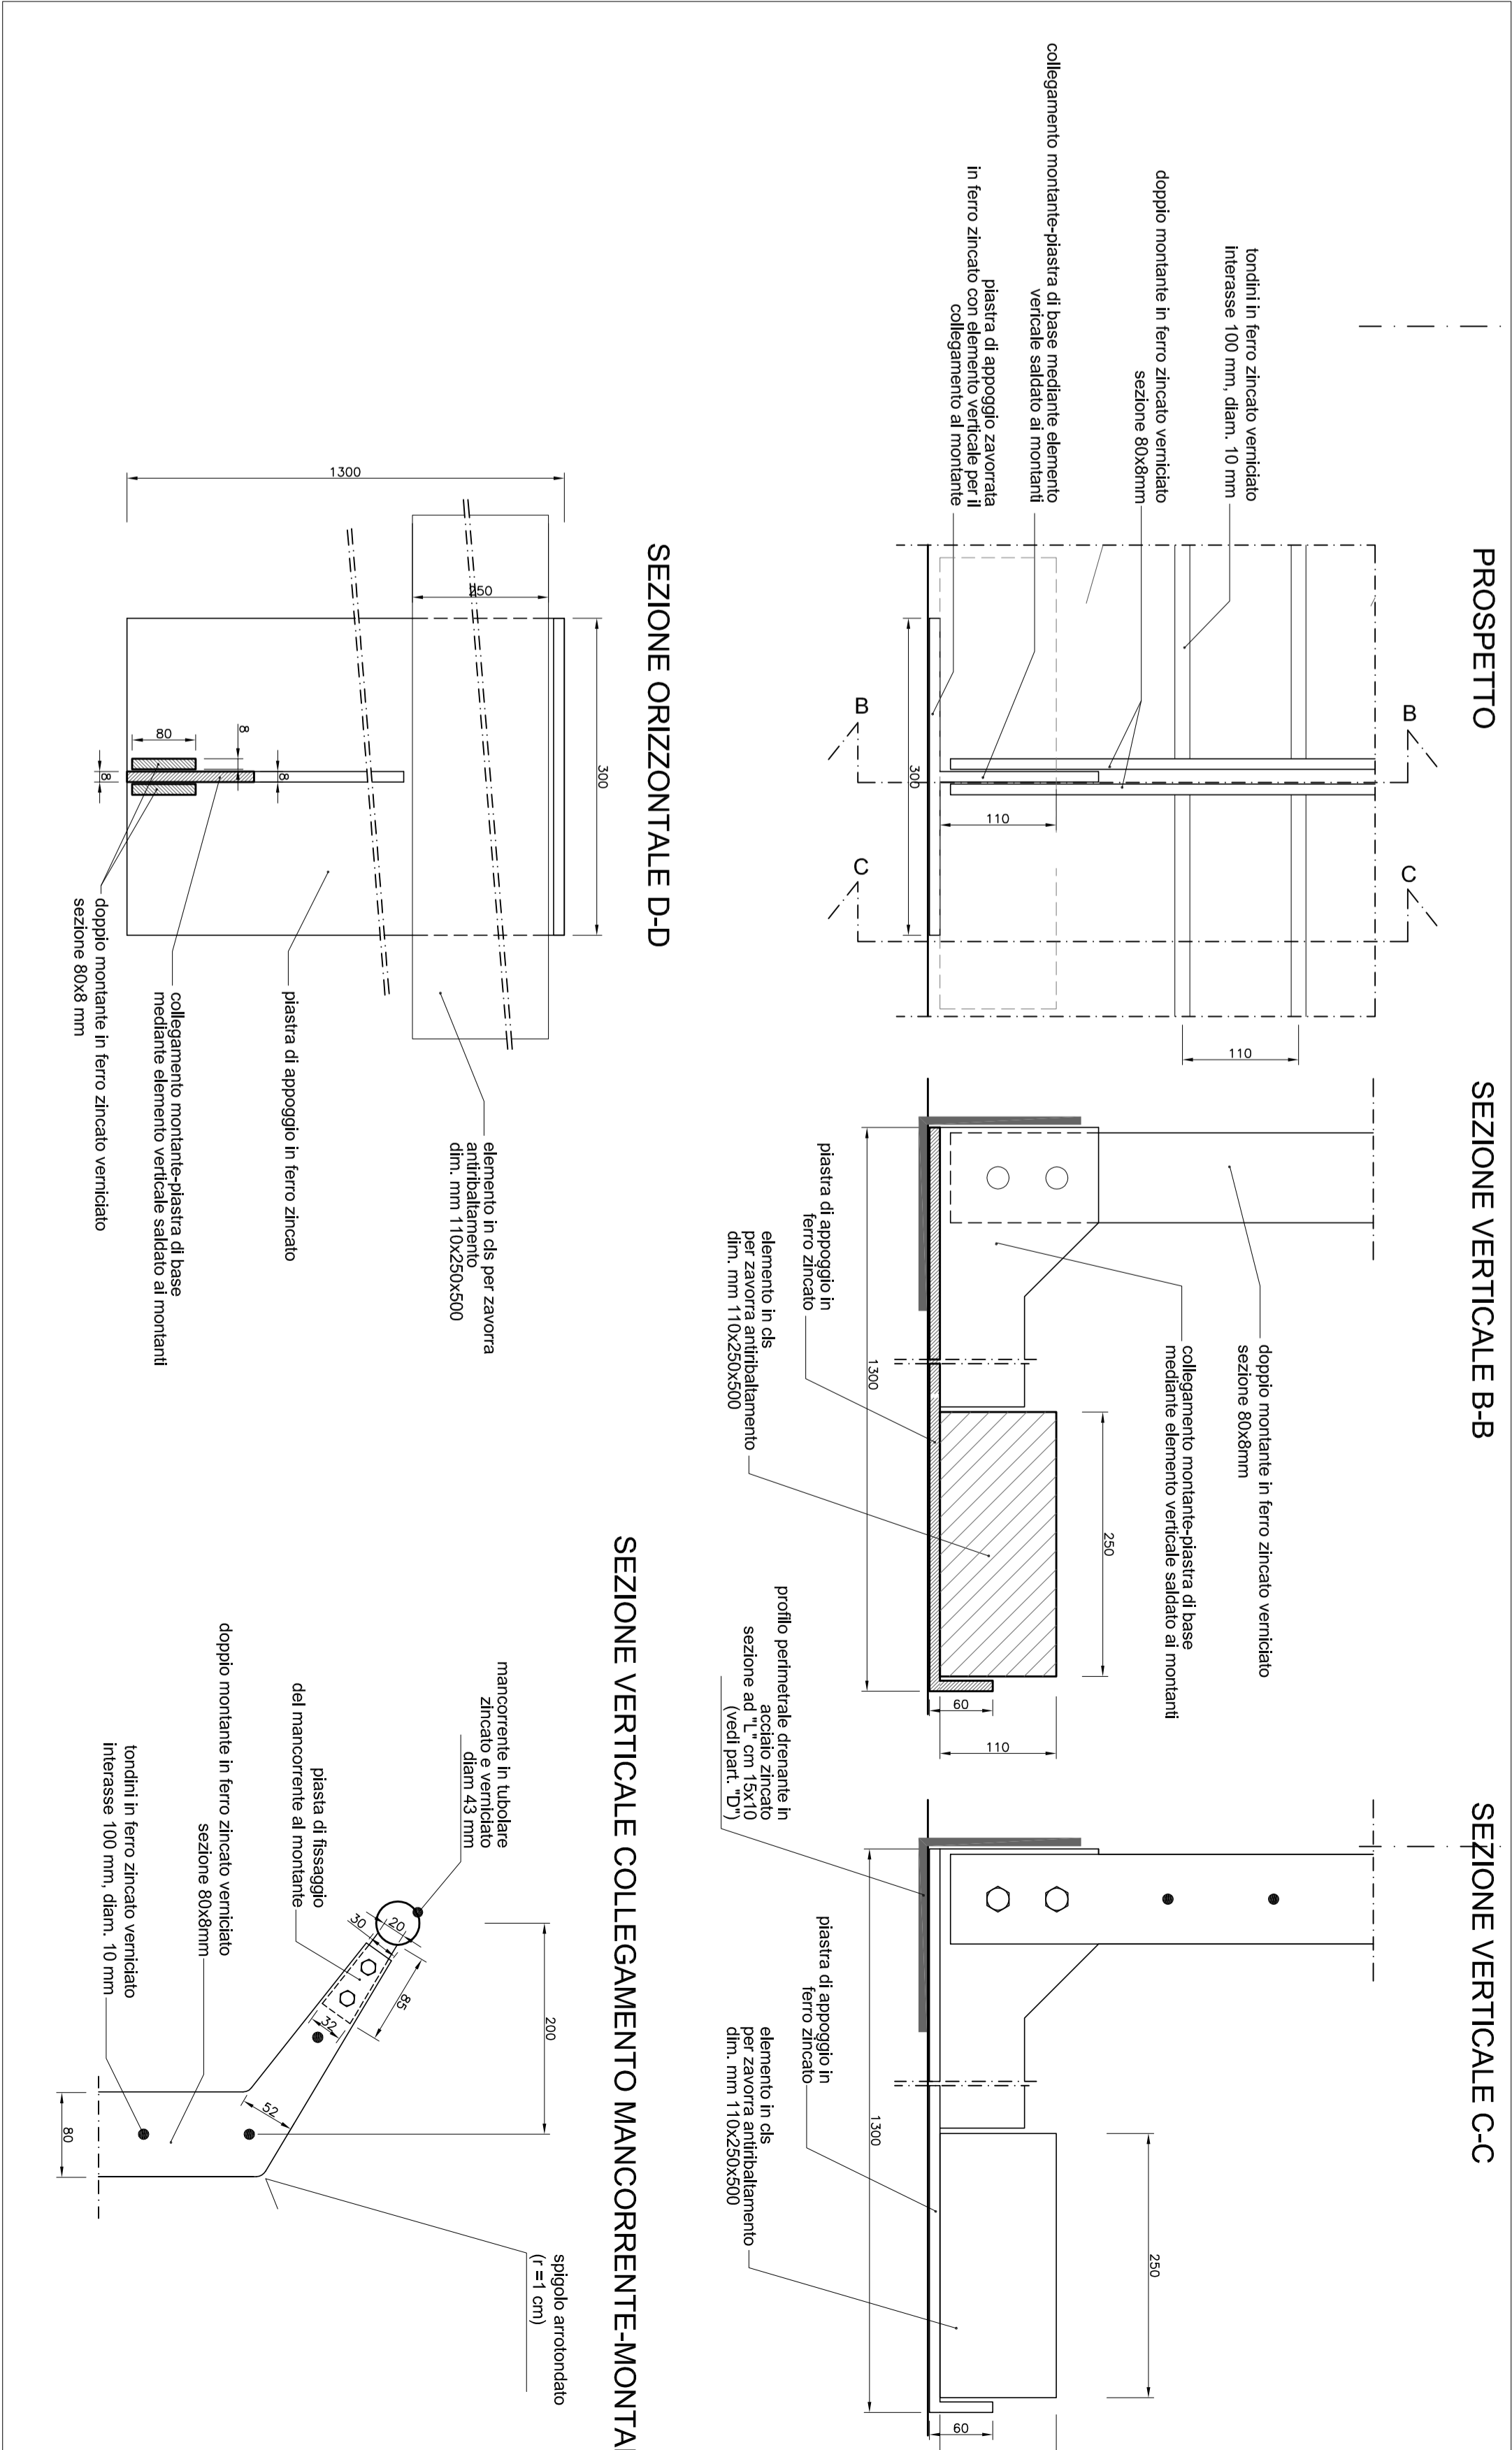 PROSPETTO
tondini in ferro zincato verniciato
interasse 100 mm, diam. 10 mm
doppio montante in ferro zincato verniciato
sezione 80x8mm
collegamento montante-piastra di base mediante elemento
vericale saldato ai montanti
piastra di appoggio zavorrata
in ferro zincato con elemento verticale per il
collegamento al montante
B
B
C
C
110
110
300
SEZIONE VERTICALE B-B
doppio montante in ferro zincato verniciato
sezione 80x8mm
collegamento montante-piastra di base
mediante elemento verticale saldato ai montanti
250
60
110
1300
piastra di appoggio in
ferro zincato
elemento in cls
per zavorra antiribaltamento
dim. mm 110x250x500
SEZIONE VERTICALE C-C
250
60
1300
profilo perimetrale drenante in
acciaio zincato
sezione ad "L" cm 15x10
(vedi part. "D")
piastra di appoggio in
ferro zincato
elemento in cls
per zavorra antiribaltamento
dim. mm 110x250x500
SEZIONE ORIZZONTALE D-D
1300
300
250
80
8
8
8
elemento in cls per zavorra
antiribaltamento
dim. mm 110x250x500
piastra di appoggio in ferro zincato
collegamento montante-piastra di base
mediante elemento verticale saldato ai montanti
doppio montante in ferro zincato verniciato
sezione 80x8 mm
SEZIONE VERTICALE COLLEGAMENTO MANCORRENTE-MONTA
mancorrente in tubolare
zincato e verniciato
diam 43 mm
piasta di fissaggio
del mancorrente al montante
doppio montante in ferro zincato verniciato
sezione 80x8mm
tondini in ferro zincato verniciato
interasse 100 mm, diam. 10 mm
200
20
30
85
32
52
80
spigolo arrotondato
(r =1 cm)